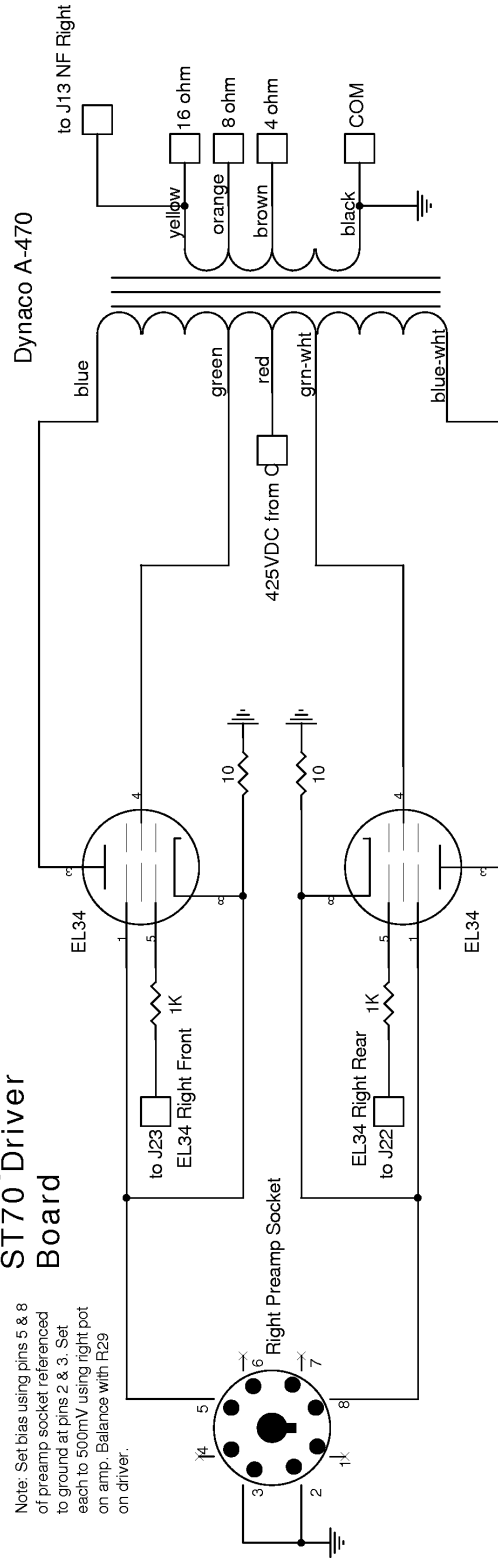 ST70 Driver
Board
Note: Set bias using pins 5 & 8
of preamp socket referenced
to ground at pins 2 & 3. Set
each to 500mV using right pot
on amp. Balance with R29
on driver.
Dynaco A-470
to J13 NF Right
blue
yellow
16 ohm
orange
8 ohm
green
brown
4 ohm
red
425VDC from C
grn-wht
black
COM
blue-wht
EL34
3
1
4
5
8
1K
to J23
EL34 Right Front
10
10
EL34 Right Rear
to J22
1K
8
5
4
1
3
EL34
Right Preamp Socket
5
4
6
3
7
2
8
1